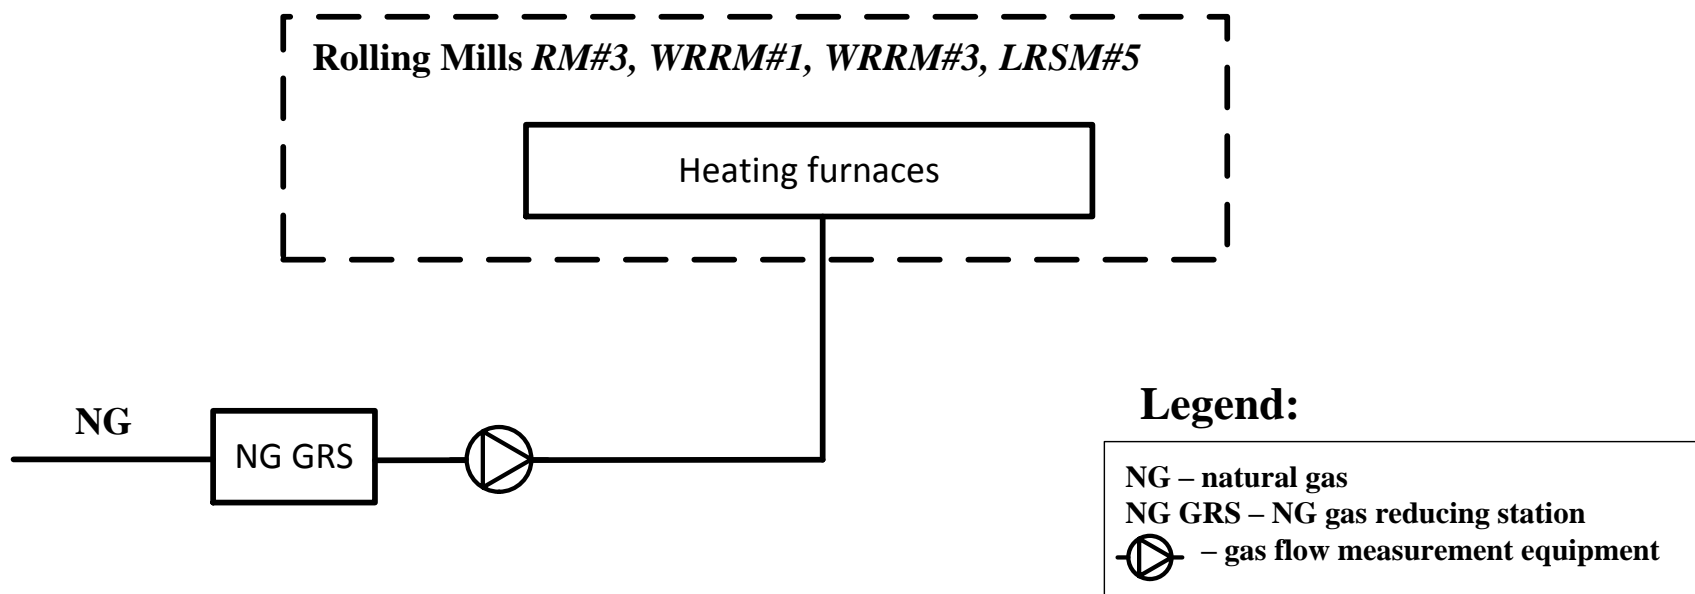 Rolling Mills RM#3, WRRM#1, WRRM#3, LRSM#5
Heating furnaces
NG
NG GRS
Legend:
NG – natural gas
NG GRS – NG gas reducing station
– gas flow measurement equipment